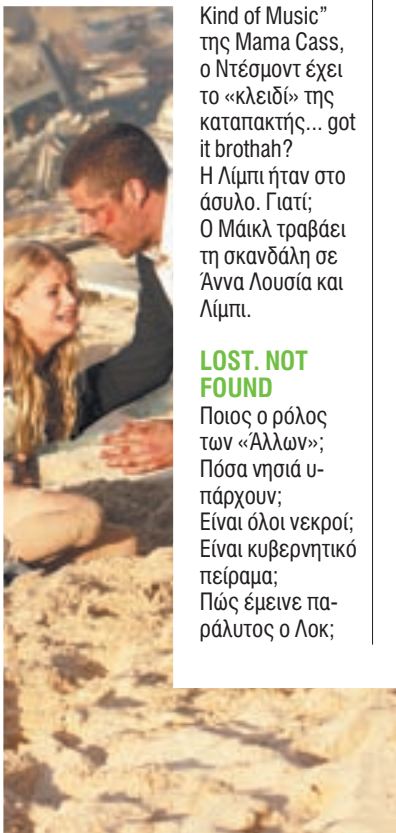 Kind of Music”
της Mama Cass,
ο Ντέσμοντ έχει
το «κλειδί» της
καταπακτής... got
it brothah?
Η Λίμπι ήταν στο
άσυλο. Γιατί;
Ο Μάικλ τραβάει
τη σκανδάλη σε
Άννα Λουσία και
Λίμπι.
LOST. NOT
FOUND
Ποιος ο ρόλος
των «Άλλων»;
Πόσα νησιά υ-
πάρχουν;
Είναι όλοι νεκροί;
Είναι κυβερνητικό
πείραμα;
Πώς έμεινε πα-
ράλυτος ο Λοκ;